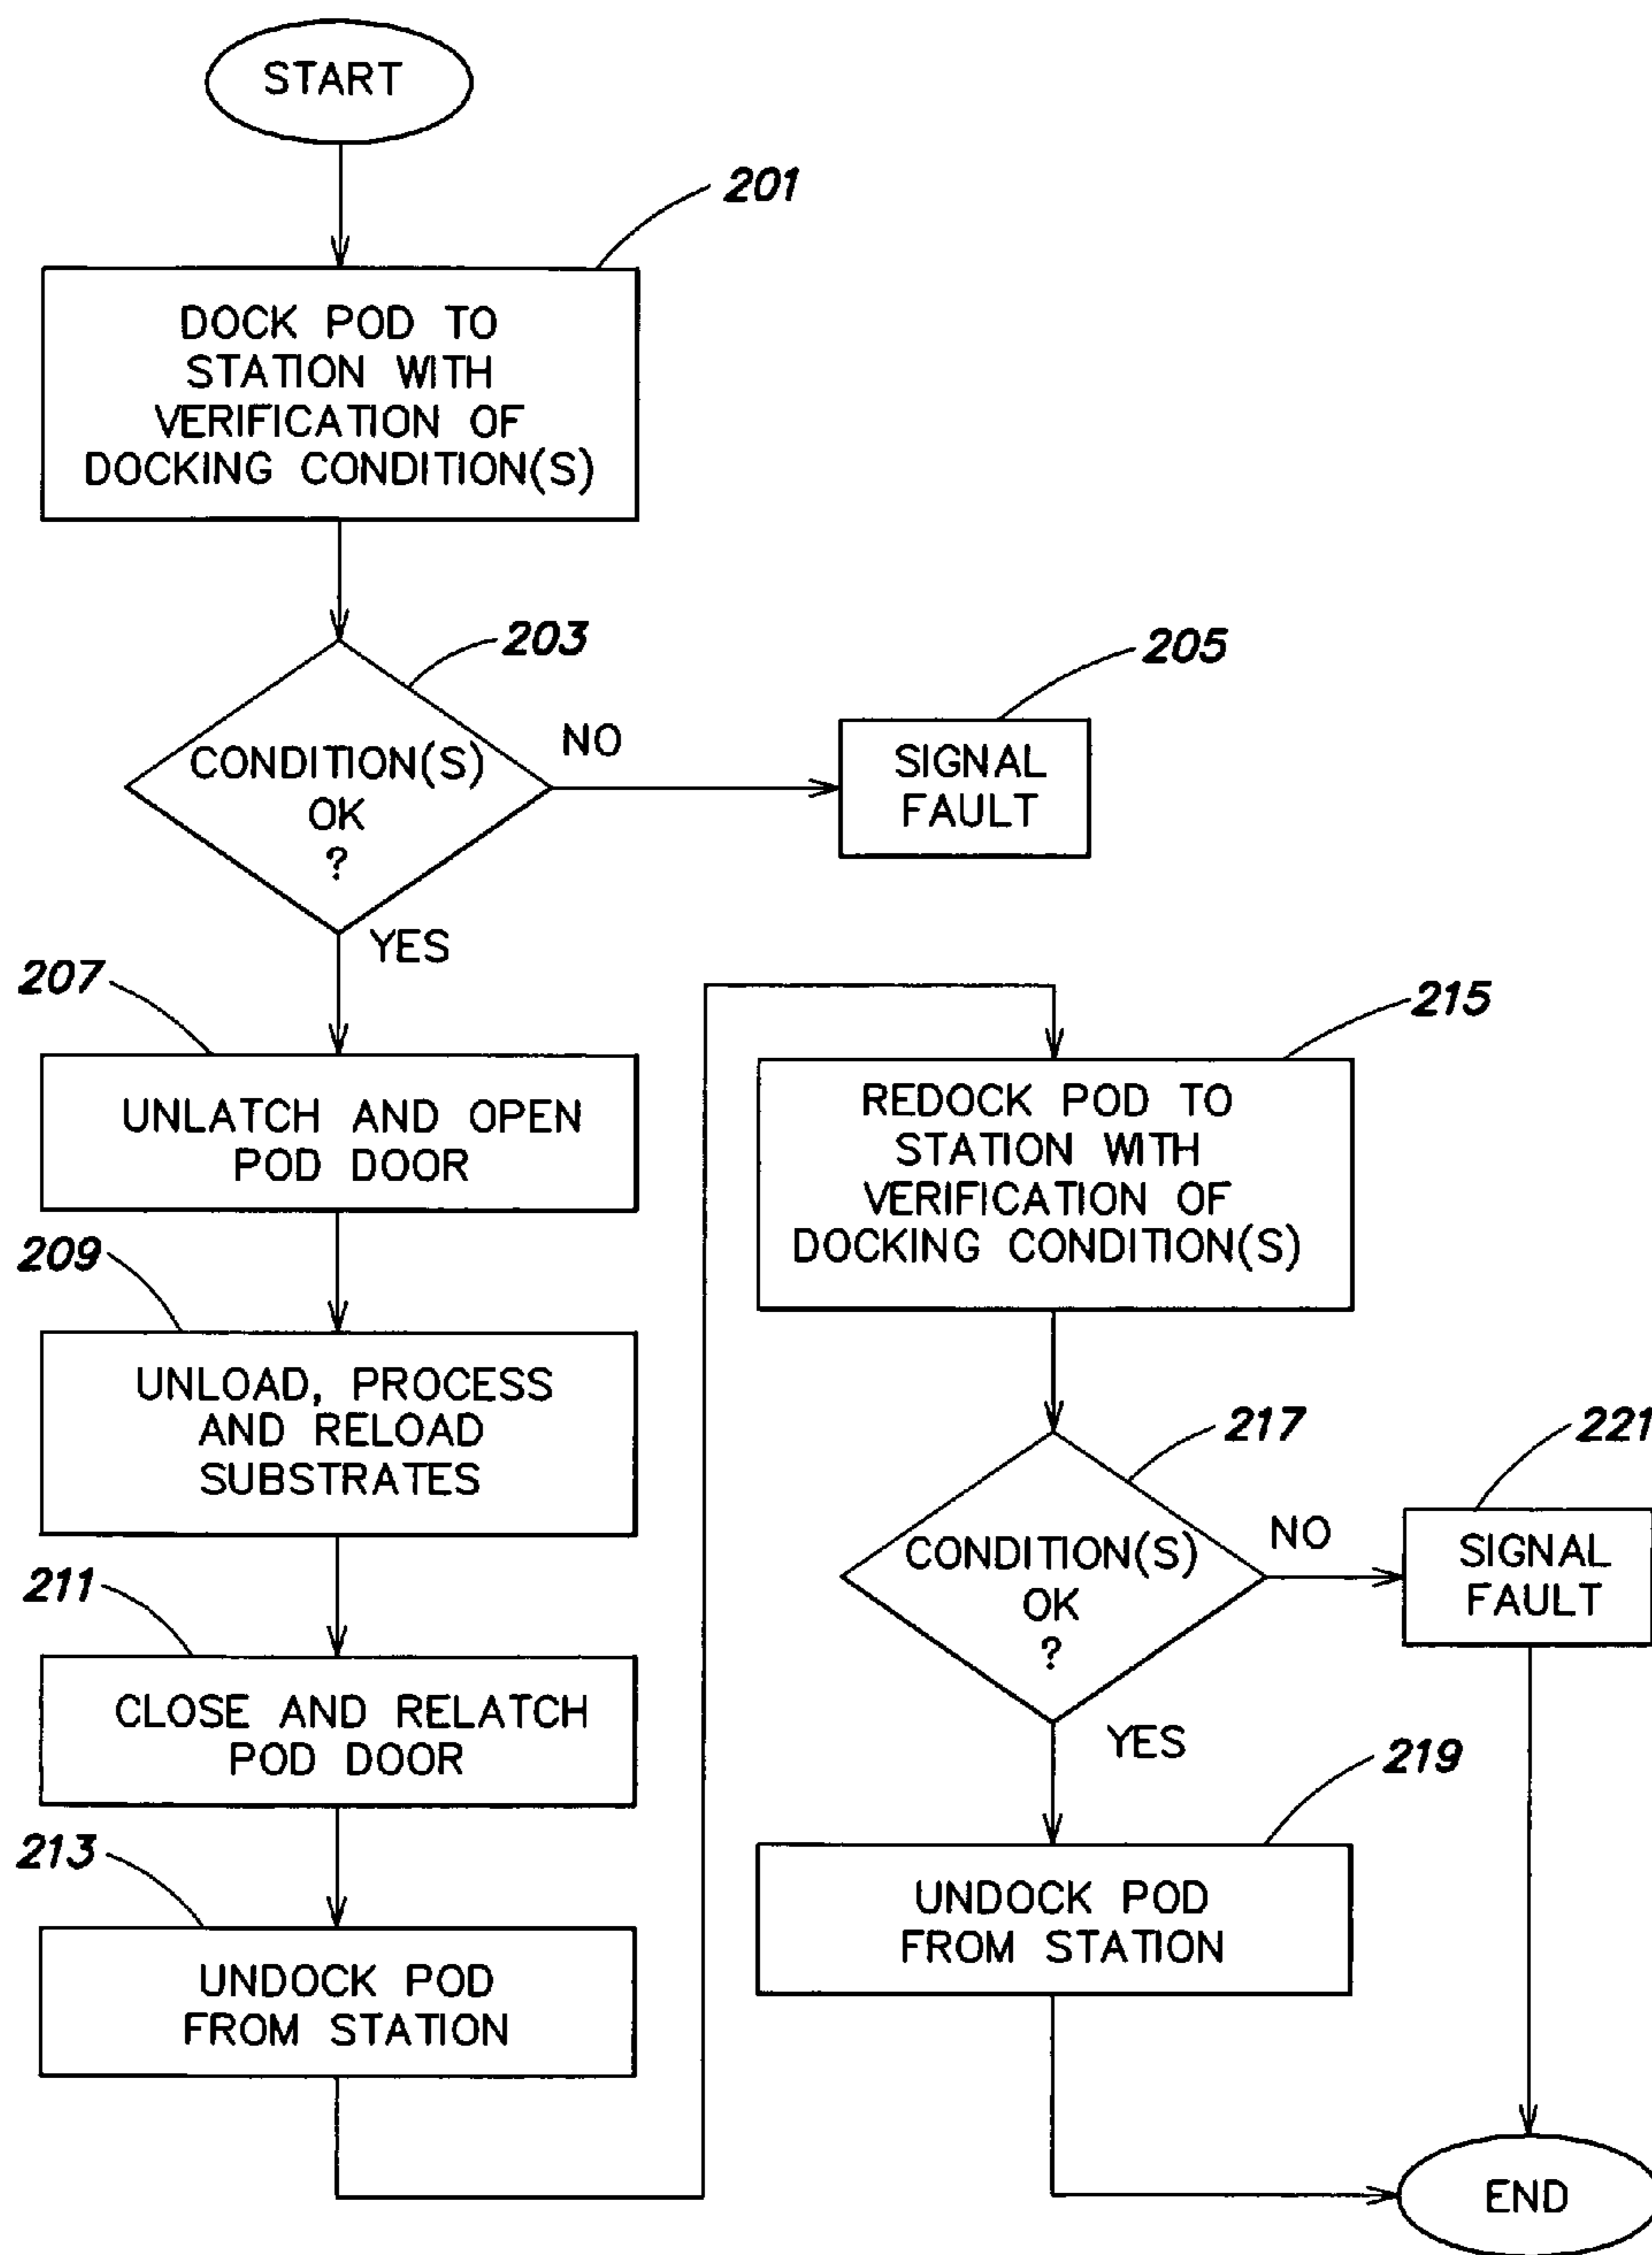 START
201
DOCK POD TO
STATION WITH
VERIFICATION OF
DOCKING CONDITION(S)
203
CONDITION(S)
OK
?
NO
205
SIGNAL
FAULT
YES
207
UNLATCH AND OPEN
POD DOOR
209
UNLOAD, PROCESS
AND RELOAD
SUBSTRATES
211
CLOSE AND RELATCH
POD DOOR
213
UNDOCK POD
FROM STATION
215
REDOCK POD TO
STATION WITH
VERIFICATION OF
DOCKING CONDITION(S)
217
CONDITION(S)
OK
?
NO
221
SIGNAL
FAULT
YES
219
UNDOCK POD
FROM STATION
END